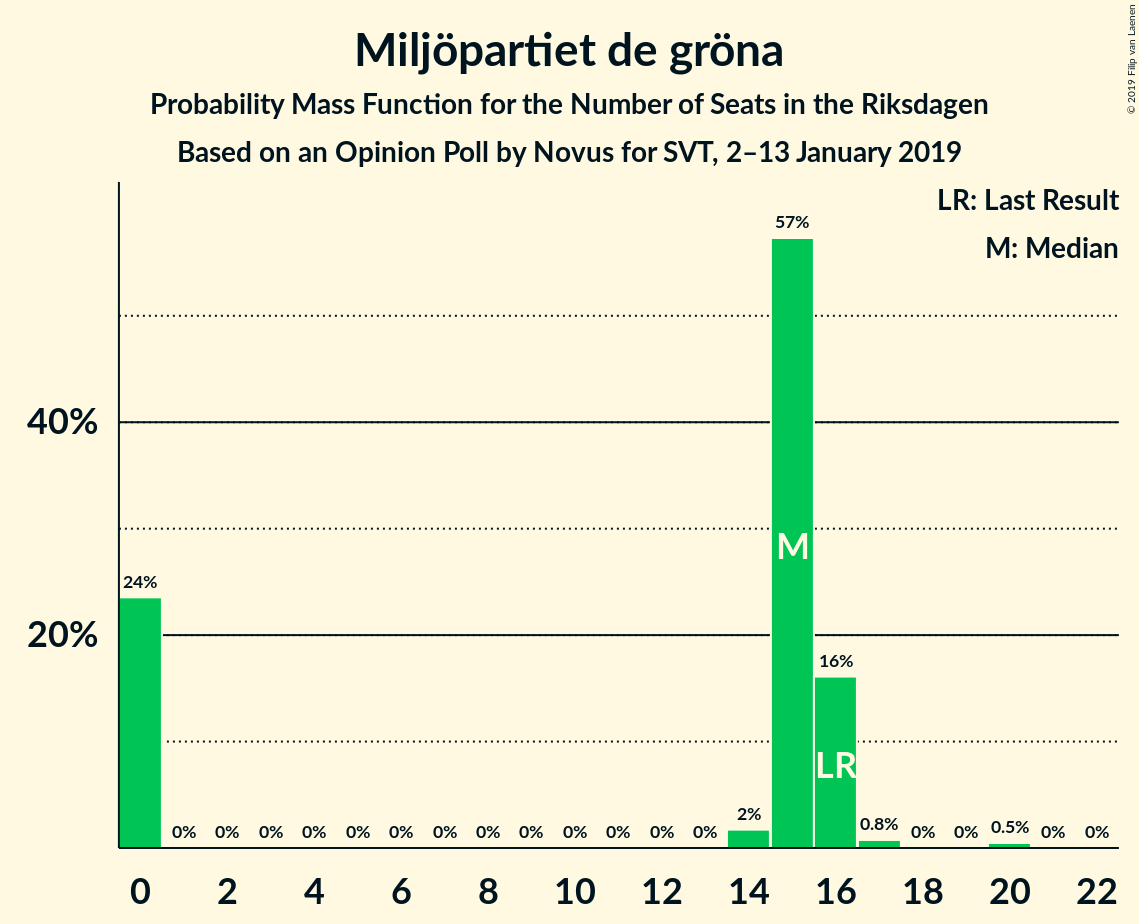 Miljöpartiet de gröna
Probability Mass Function for the Number of Seats in the Riksdagen
Based on an Opinion Poll by Novus for SVT, 2–13 January 2019
© 2019 Filip van Laenen
LR: Last Result
M: Median
57%
40%
M
24%
20%
16%
LR
0% 0% 0% 0% 0% 0% 0% 0% 0% 0% 0% 0% 0% 2% 0.8% 0% 0% 0.5% 0% 0%
0 2 4 6 8 10 12 14 16 18 20 22